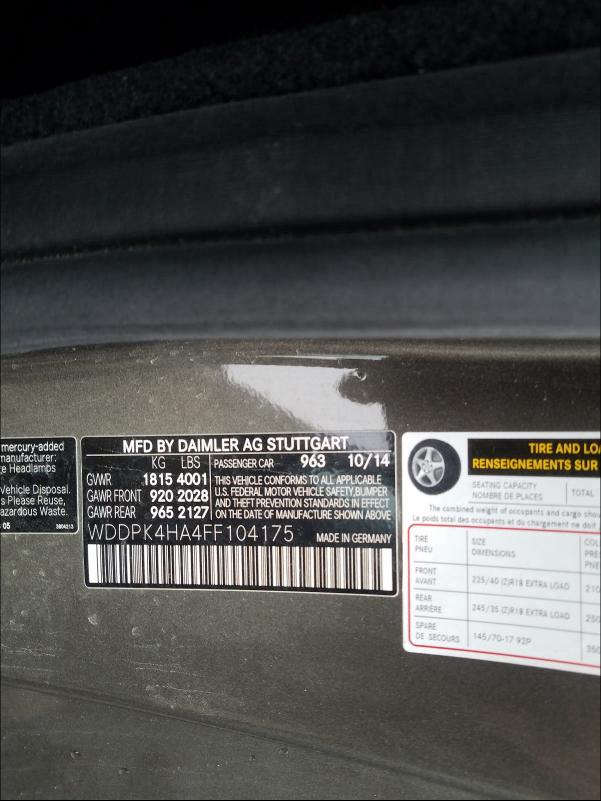 mercury-added
manufacturer:
Headlamps
Vehicle Disposal.
Please Reuse,
Hazardous Waste.
05
MFD BY DAIMLER AG STUTTGART
KG LBS PASSENGER CAR 963 10/14
GVWR 1815 4001
GAWR FRONT 920 2028
GAWR REAR 965 2127
THIS VEHICLE CONFORMS TO ALL APPLICABLE
U.S. FEDERAL MOTOR VEHICLE SAFETY,BUMPER
AND THEFT PREVENTION STANDARDS IN EFFECT
ON THE DATE OF MANUFACTURE SHOWN ABOVE
WDDPK4HA4FF104175 MADE IN GERMANY
TIRE AND
RENSEIGNEMENTS SUR
SEATING CAPACITY
NOMBRE DE PLACES
TOTAL
The combined weight of occupants and cargo
Le poids total des occupants et du chargement ne doit
TIRE
PNEU
SIZE
DIMENSIONS
FRONT
AVANT
225/40 (Z)R18 EXTRA LOAD
210
REAR
ARRIÈRE
245/35 (Z)R18 EXTRA LOAD
250
SPARE
DE SECOURS
145/70-17 92P
350